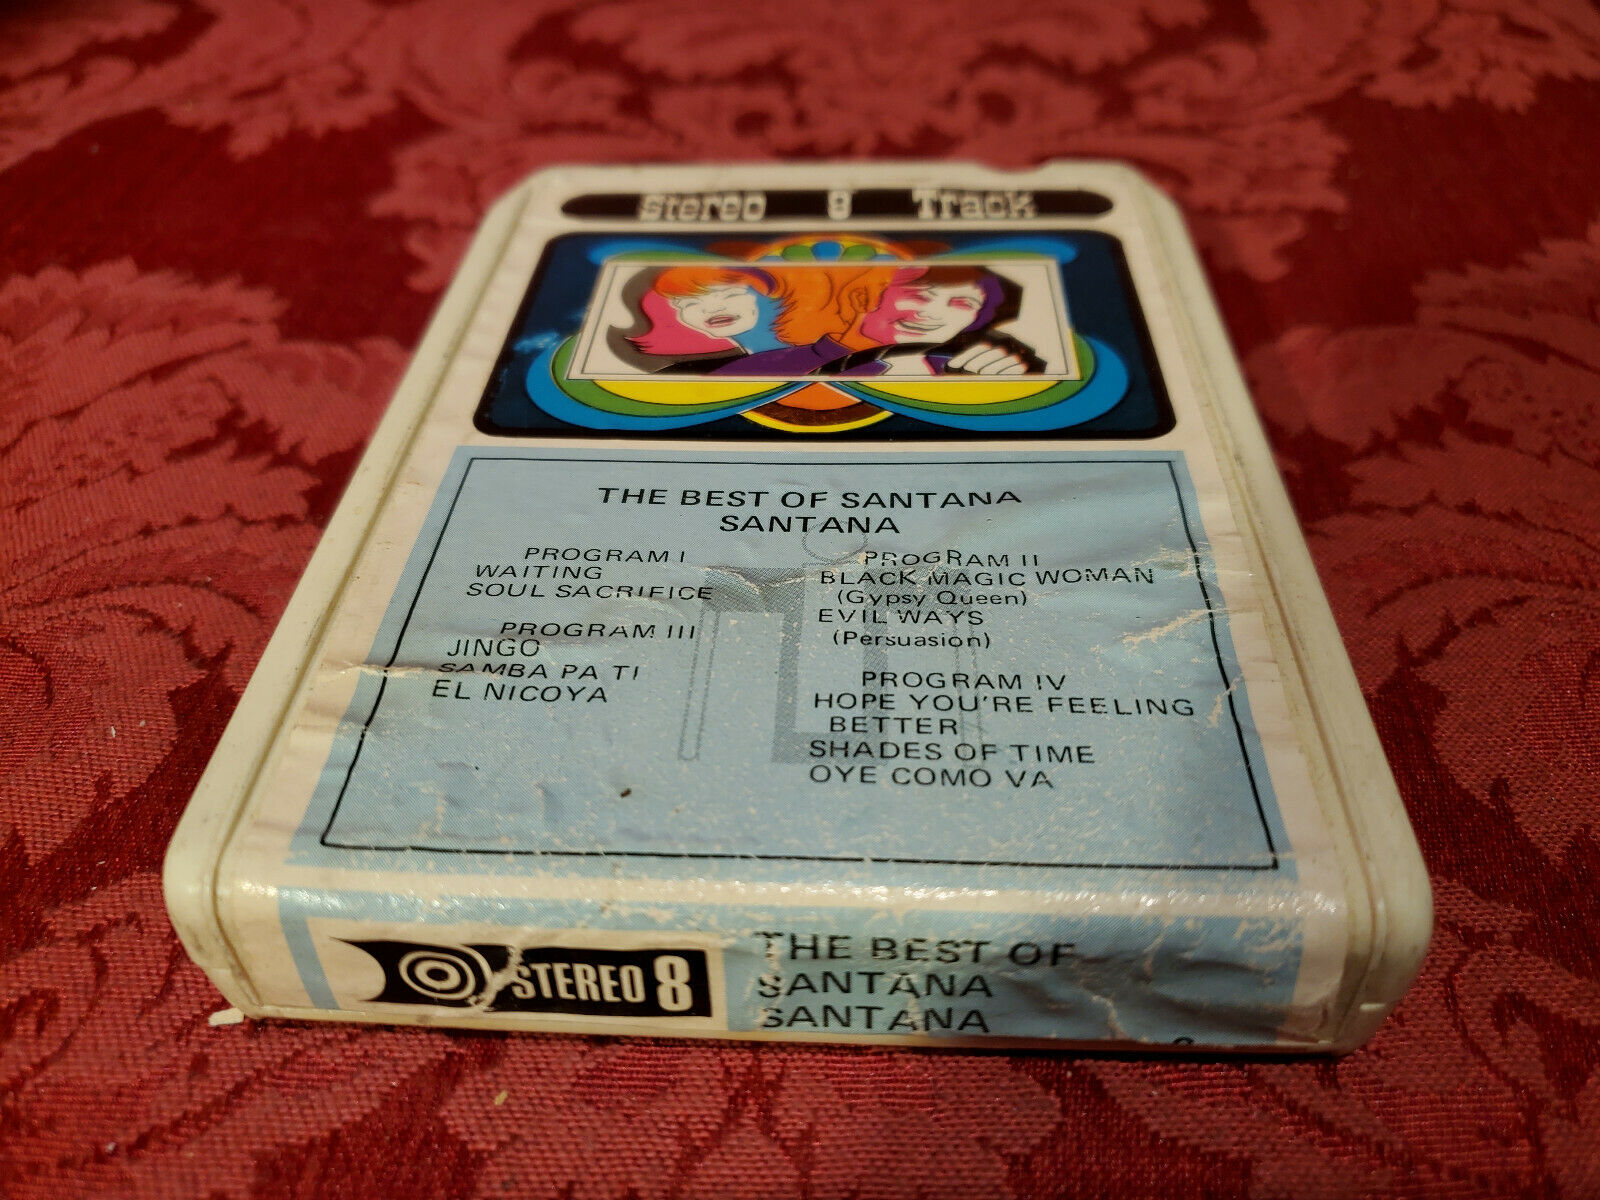 Stereo 8 Track
THE BEST OF SANTANA
SANTANA
PROGRAM I
WAITING
SOUL SACRIFICE
PROGRAM III
JINGO
SAMBA PA TI
EL NICOYA
PROGRAM II
BLACK MAGIC WOMAN
(Gypsy Queen)
EVIL WAYS
(Persuasion)
PROGRAM IV
HOPE YOU'RE FEELING
BETTER
SHADES OF TIME
OYE COMO VA
STEREO 8
THE BEST OF
SANTANA
SANTANA